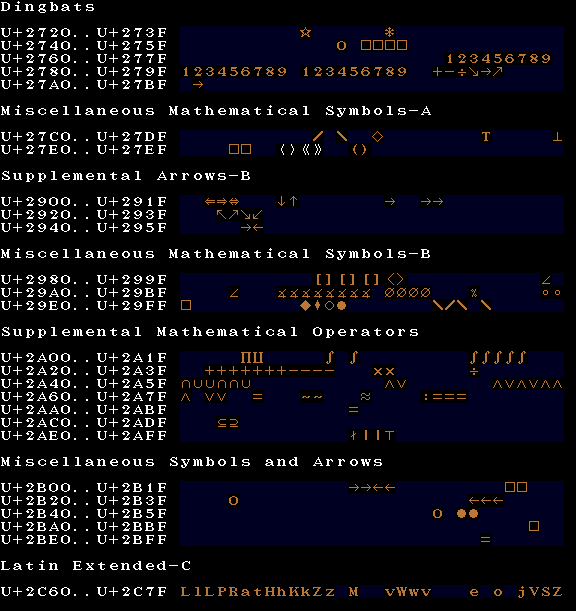 Dingbats
U+2720..U+273F ☆ ✻
U+2740..U+275F O □□□□
U+2760..U+277F 123456789
U+2780..U+279F 123456789 123456789 +−÷↘→↗
U+27A0..U+27BF →
Miscellaneous Mathematical Symbols-A
U+27C0..U+27DF ⁄ \ ◇ T ⊥
U+27E0..U+27EF □□ ⟨⟩⟪⟫ ()
Supplemental Arrows-B
U+2900..U+291F ⇐⇒⇔ ↓↑ → →→
U+2920..U+293F ↖↗↘↙
U+2940..U+295F →←
Miscellaneous Mathematical Symbols-B
U+2980..U+299F [] [] [] <> ∠
U+29A0..U+29BF ∠ ∡∡∡∡∡∡∡∡ ∅∅∅∅ % ∘∘
U+29E0..U+29FF □ ◆♦◇● \/\ \
Supplemental Mathematical Operators
U+2A00..U+2A1F ∏∐ ∫ ∫ ∫∫∫∫∫
U+2A20..U+2A3F +++++++−−−− ×× ÷
U+2A40..U+2A5F ∩∪∪∩∩∪ ∧∨ ∧∨∧∨∧∧
U+2A60..U+2A7F ∧ ∨∨ = ~~ ≈ :===
U+2AA0..U+2ABF =
U+2AC0..U+2ADF ⊆⊇
U+2AE0..U+2AFF ∤||⊤
Miscellaneous Symbols and Arrows
U+2B00..U+2B1F →→←← □□
U+2B20..U+2B3F O ←←←
U+2B40..U+2B5F O ●●
U+2BA0..U+2BBF □
U+2BE0..U+2BFF =
Latin Extended-C
U+2C60..U+2C7F LlLPRatHhKkZz M vWwv e o jVSZ